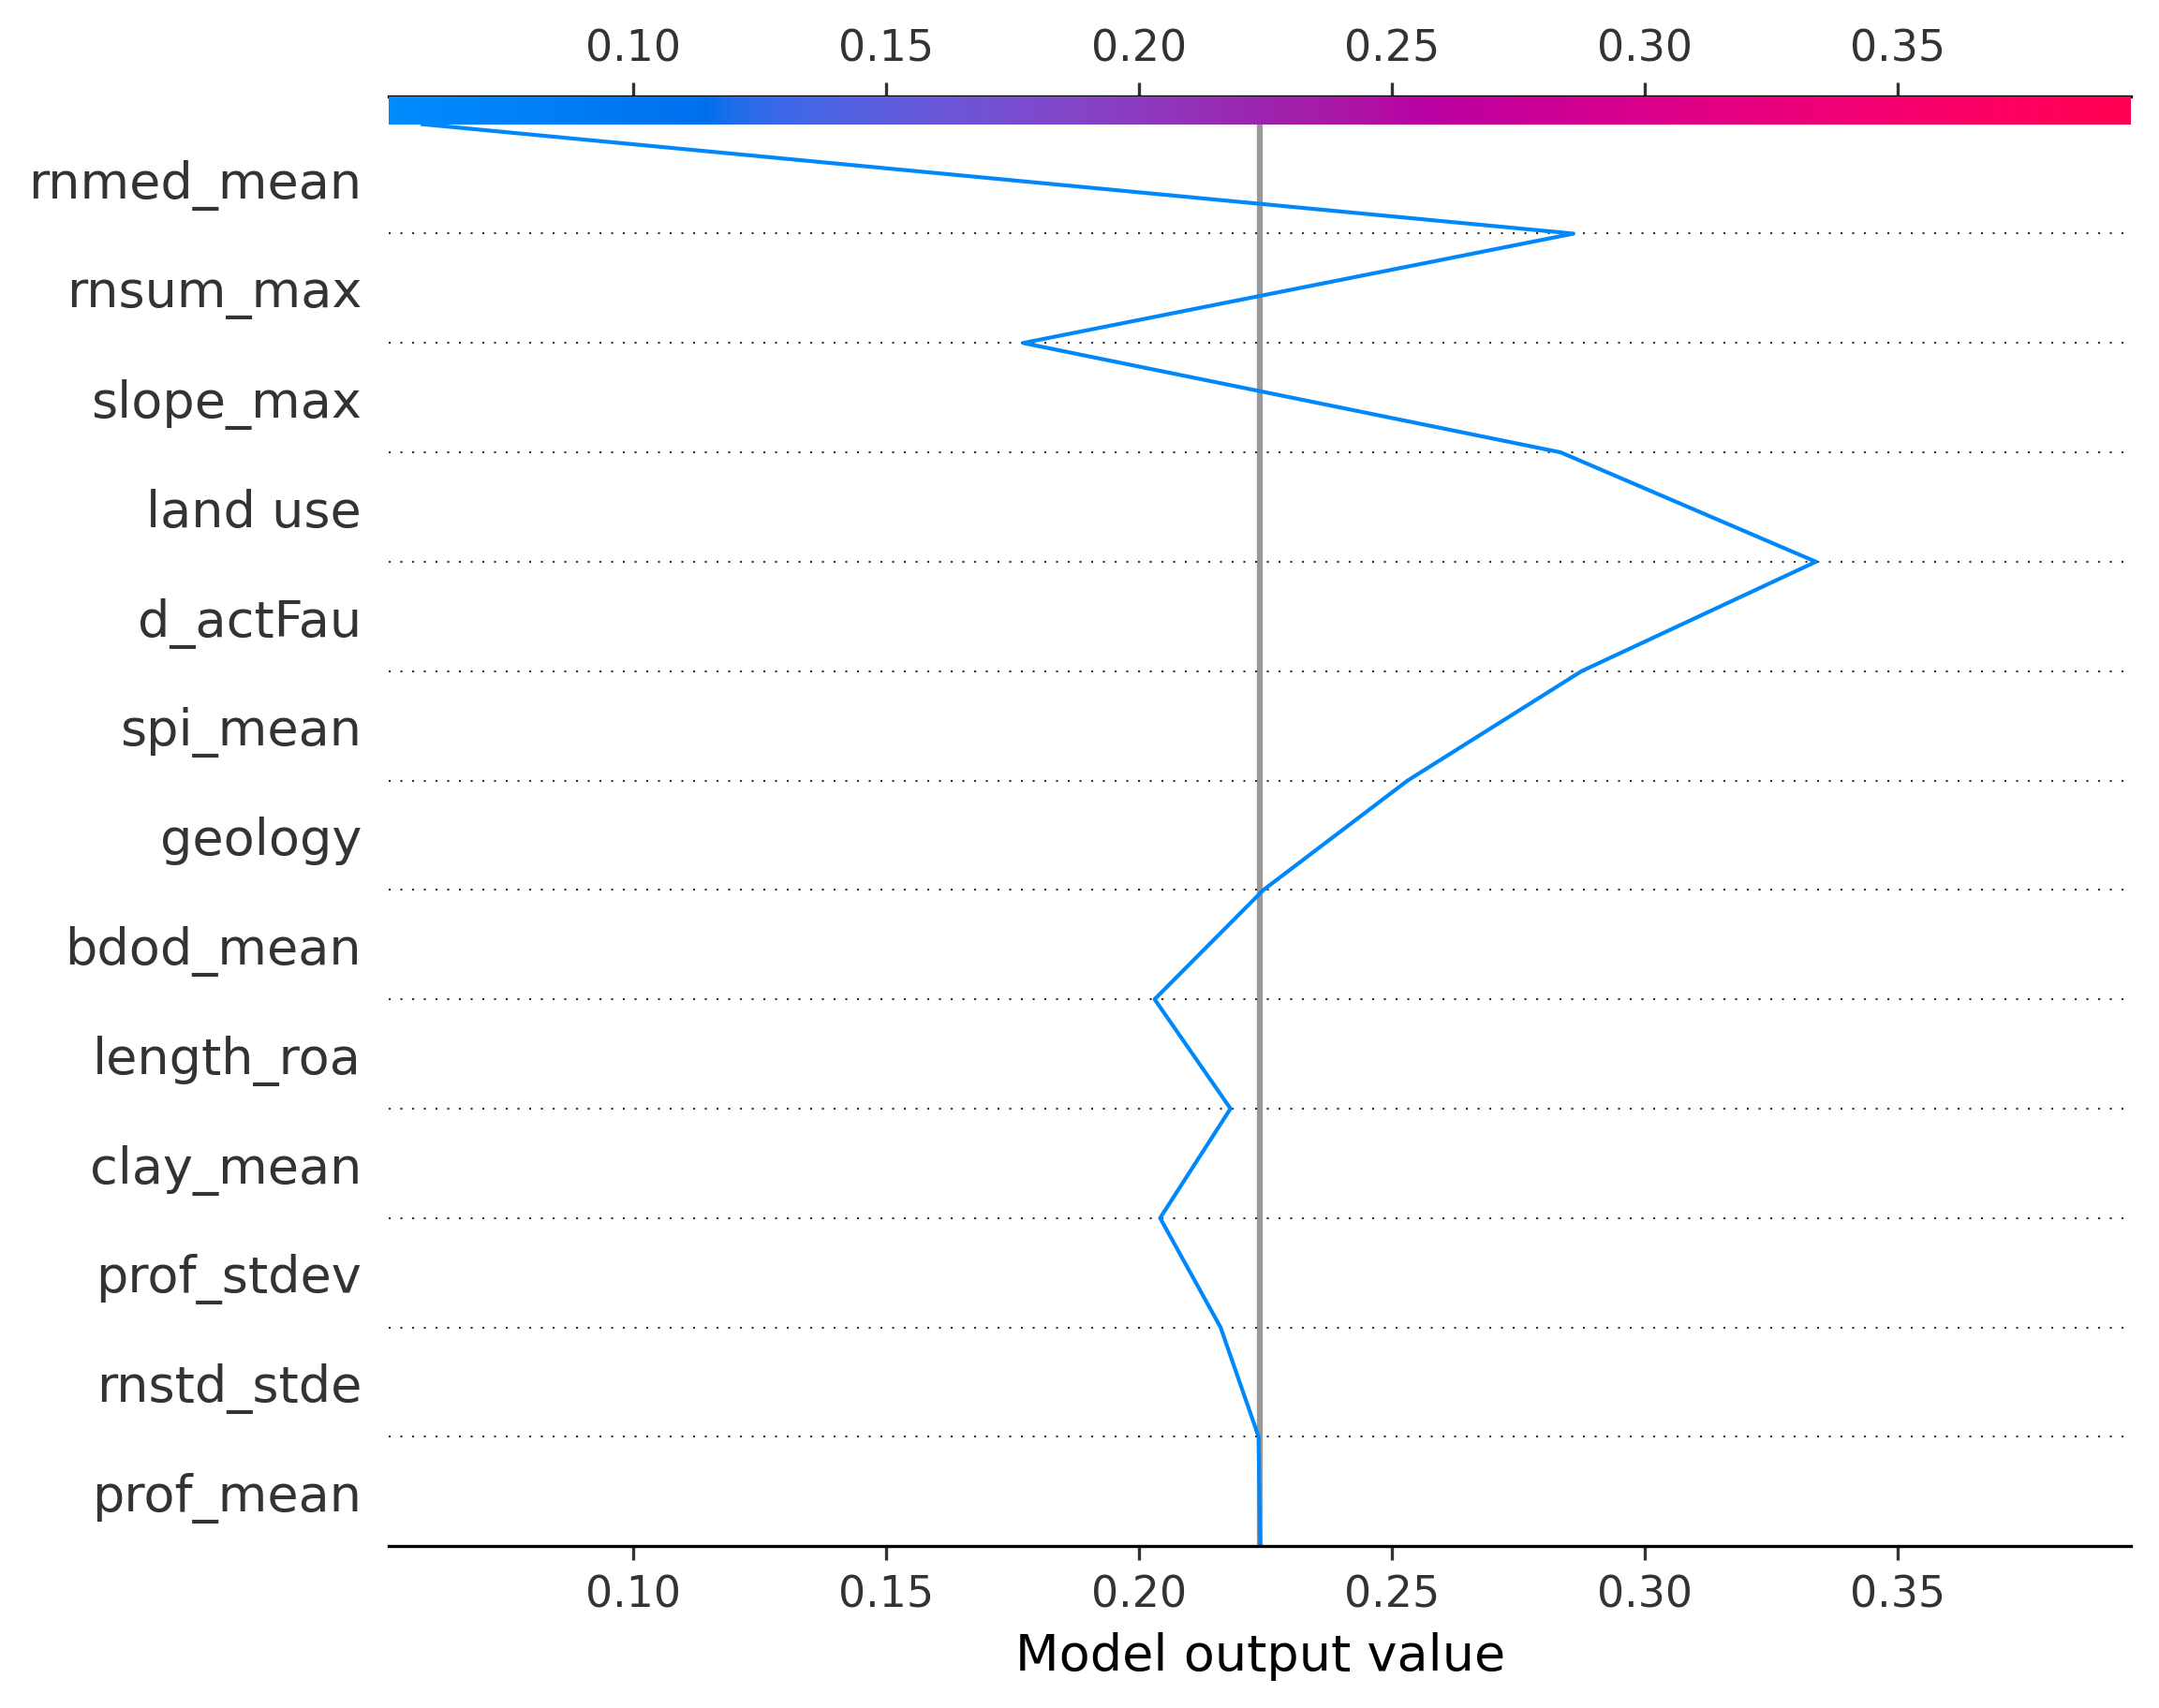 0.10 0.15 0.20 0.25 0.30 0.35
rnmed_mean
rnsum_max
slope_max
land use
d_actFau
spi_mean
geology
bdod_mean
length_roa
clay_mean
prof_stdev
rnstd_stde
prof_mean
0.10 0.15 0.20 0.25 0.30 0.35
Model output value